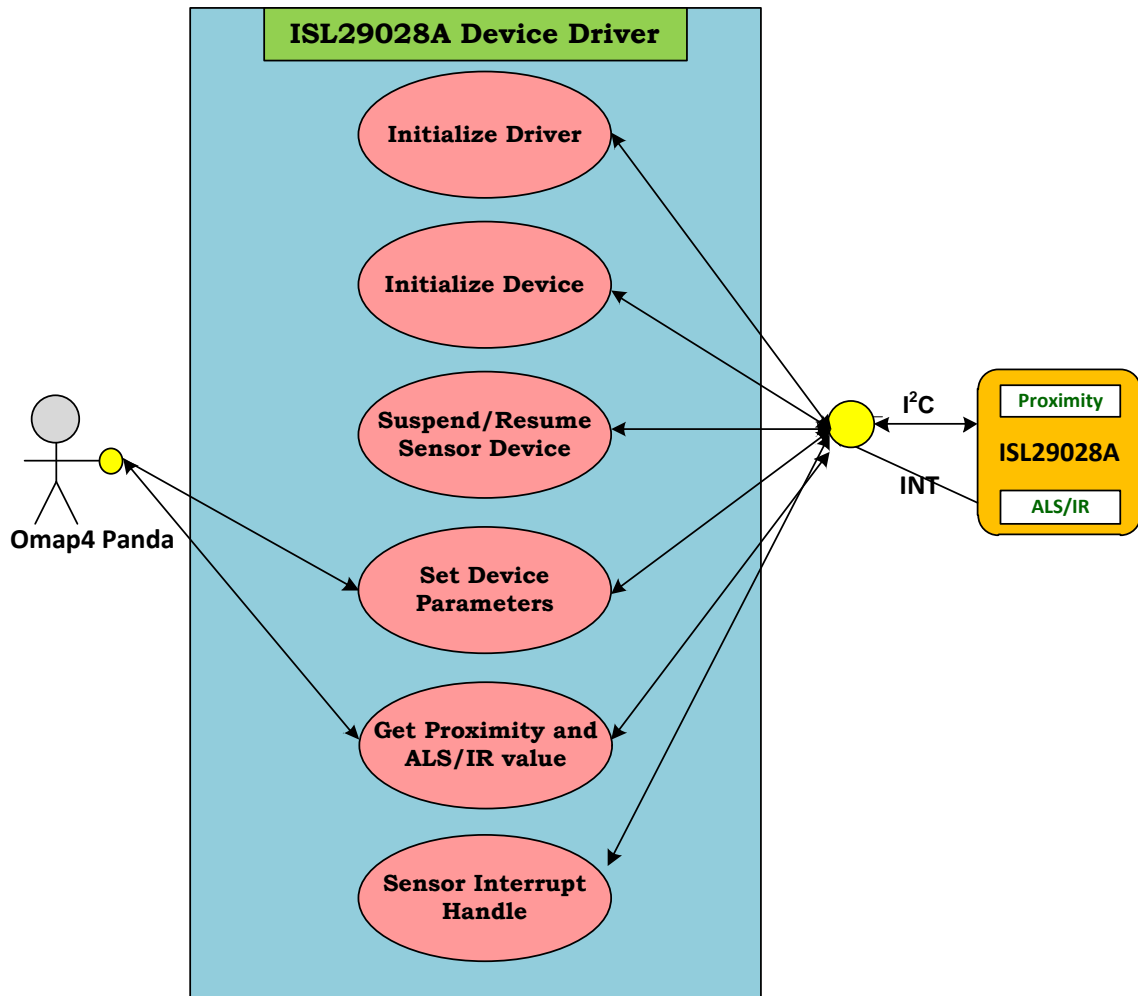 ISL29028A Device Driver
Initialize Driver
Initialize Device
Suspend/Resume
Sensor Device
Set Device
Parameters
Get Proximity and
ALS/IR value
Sensor Interrupt
Handle
Omap4 Panda
I²C
INT
Proximity
ISL29028A
ALS/IR